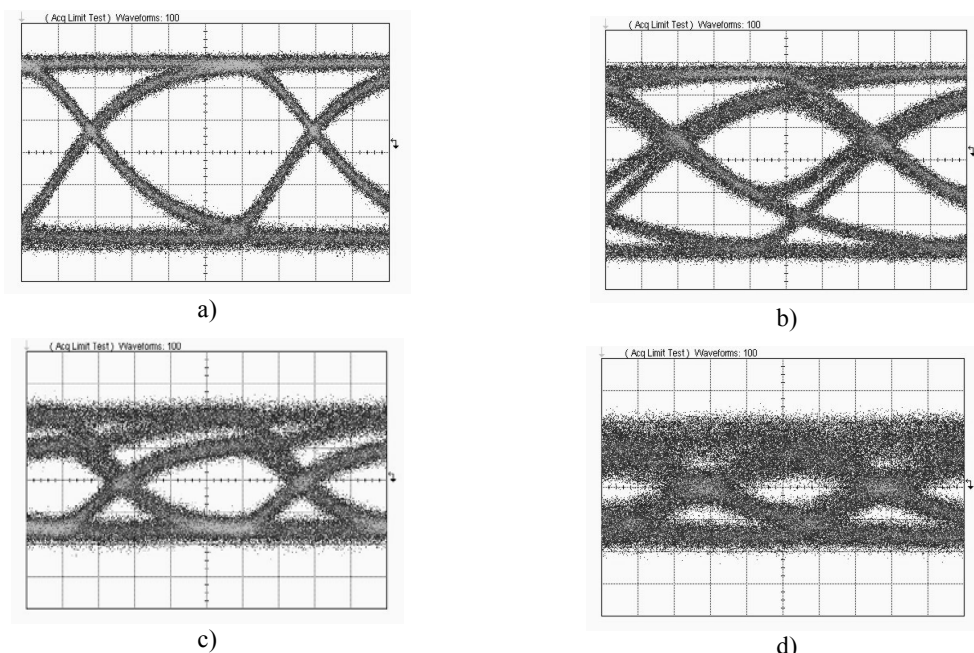 ( Acq Limit Test ) Waveforms: 100
( Acq Limit Test ) Waveforms: 100
a)
b)
( Acq Limit Test ) Waveforms: 100
( Acq Limit Test ) Waveforms: 100
c)
d)